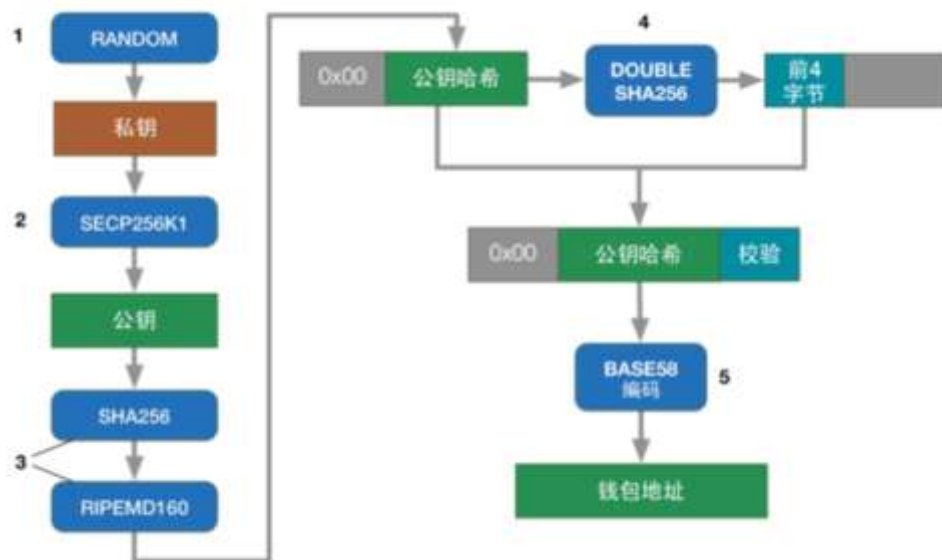 1
RANDOM
私钥
2
SECP256K1
公钥
SHA256
3
RIPEMD160
4
0x00 公钥哈希
DOUBLE
SHA256
前4
字节
0x00 公钥哈希 校验
BASE58
编码
5
钱包地址